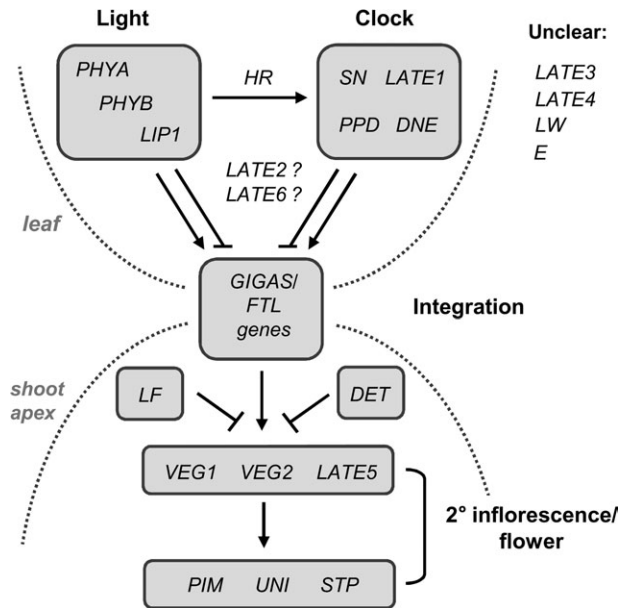 Light
Clock
Unclear:
PHYA
PHYB
LIP1
HR
SN LATE1
PPD DNE
LATE3
LATE4
LW
E
LATE2 ?
LATE6 ?
leaf
GIGAS/
FTL
genes
Integration
shoot
apex
LF
DET
VEG1 VEG2 LATE5
2° inflorescence/
flower
PIM UNI STP